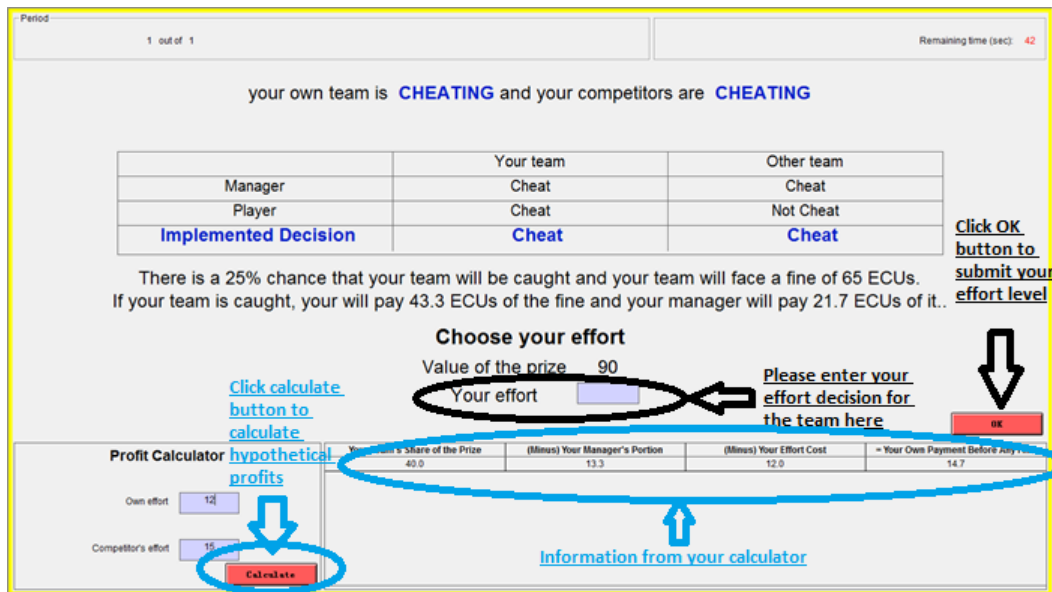 Period
1 out of 1
Remaining time (sec): 42
your own team is CHEATING and your competitors are CHEATING
Your team Other team
Manager Cheat Cheat
Player Cheat Not Cheat
Implemented Decision Cheat Cheat
Click OK
button to
submit your
effort level
There is a 25% chance that your team will be caught and your team will face a fine of 65 ECUs.
If your team is caught, your will pay 43.3 ECUs of the fine and your manager will pay 21.7 ECUs of it..
Choose your effort
Value of the prize 90
Your effort
Please enter your
effort decision for
the team here
OK
Click calculate
button to
calculate
hypothetical
profits
Profit Calculator
Own effort 12
Competitor's effort 15
Calculate
Share of the Prize (Minus) Your Manager's Portion (Minus) Your Effort Cost = Your Own Payment Before Any
40.0 13.3 12.0 14.7
Information from your calculator